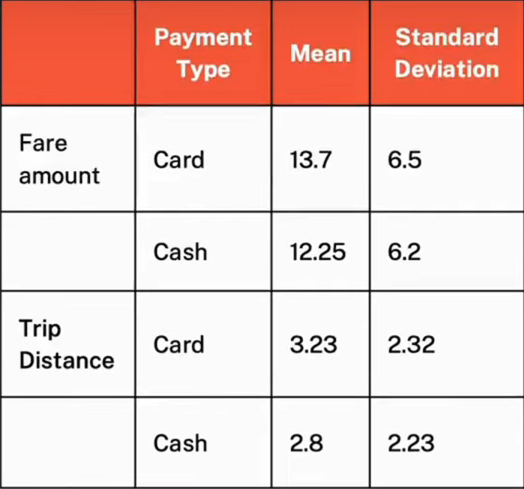 Payment Type Mean Standard Deviation
Fare amount Card 13.7 6.5
Cash 12.25 6.2
Trip Distance Card 3.23 2.32
Cash 2.8 2.23